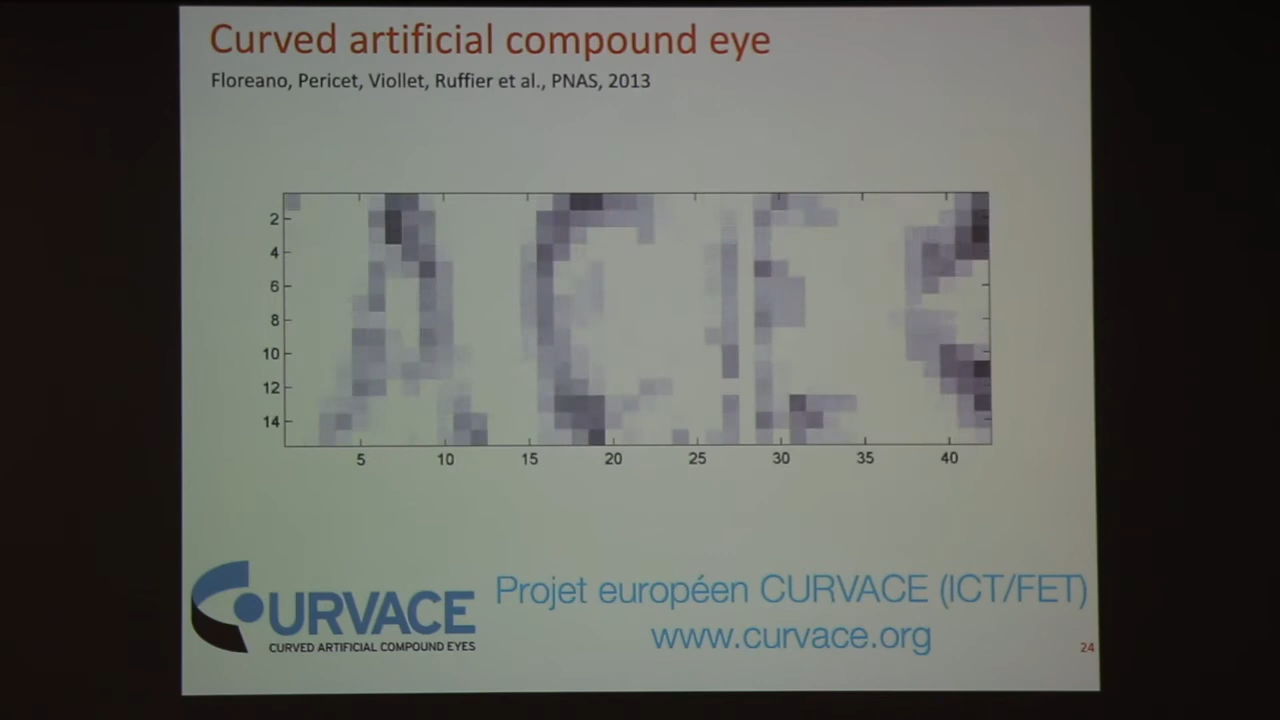 Curved artificial compound eye
Floreano, Pericet, Viollet, Ruffier et al., PNAS, 2013
2
4
6
8
10
12
14
5 10 15 20 25 30 35 40
A C E
CURVACE
CURVED ARTIFICIAL COMPOUND EYES
Projet européen CURVACE (ICT/FET)
www.curvace.org
24